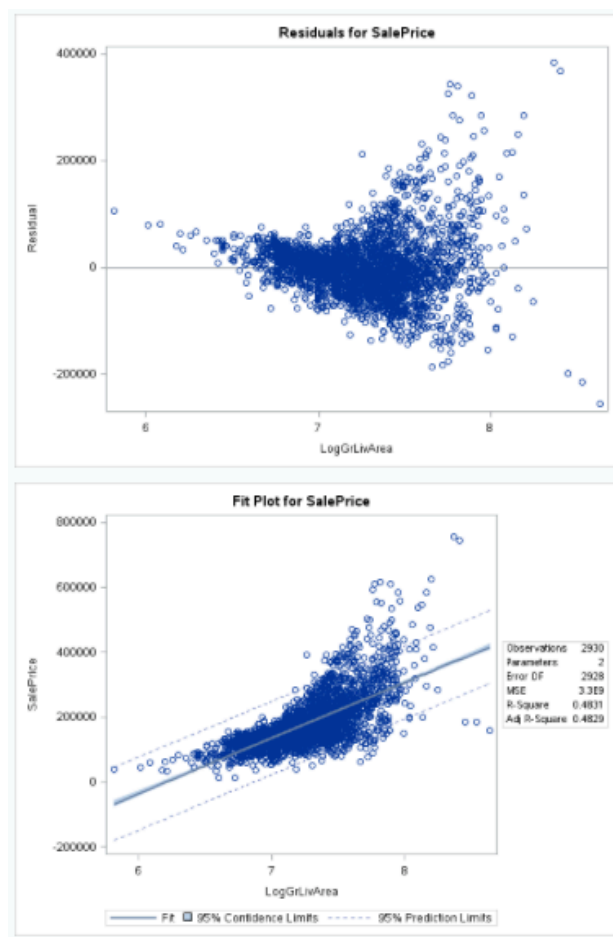 Residuals for SalePrice
400000
200000
0
-200000
Residual
6 7 8
LogGrLivArea
Fit Plot for SalePrice
800000
600000
400000
200000
0
-200000
SalePrice
6 7 8
LogGrLivArea
Observations 2930
Parameters 2
Error DF 2928
MSE 3.3E9
R-Square 0.4831
Adj R-Square 0.4829
Fit 95% Confidence Limits 95% Prediction Limits